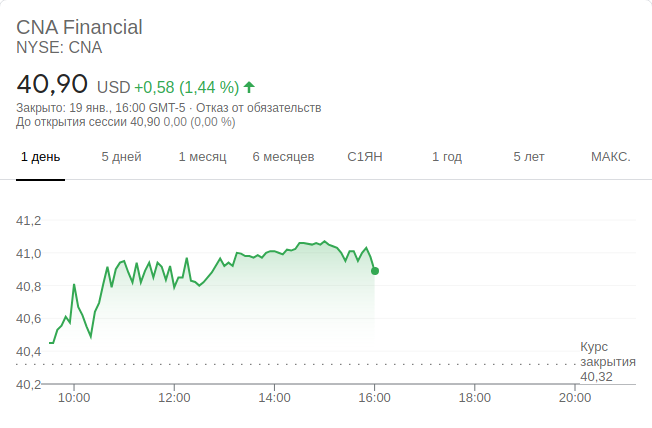 CNA Financial
NYSE: CNA
40,90 USD +0,58 (1,44 %)
Закрыто: 19 янв., 16:00 GMT-5 · Отказ от обязательств
До открытия сессии 40,90 0,00 (0,00 %)
1 день 5 дней 1 месяц 6 месяцев С1ЯН 1 год 5 лет МАКС.
41,2
41,0
40,8
40,6
40,4
40,2
Курс
закрытия
40,32
10:00 12:00 14:00 16:00 18:00 20:00